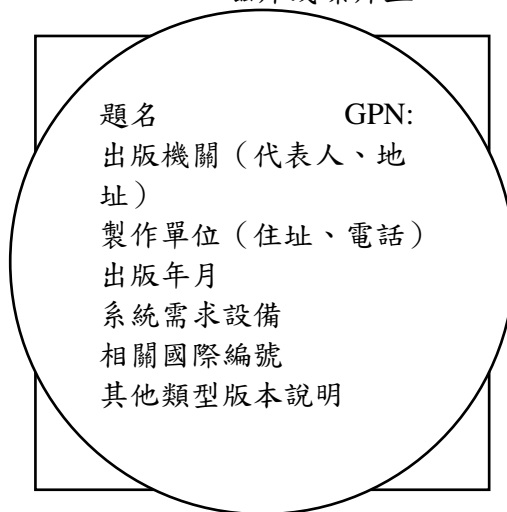 題名 GPN:
出版機關（代表人、地
址）
製作單位（住址、電話）
出版年月
系統需求設備
相關國際編號
其他類型版本說明